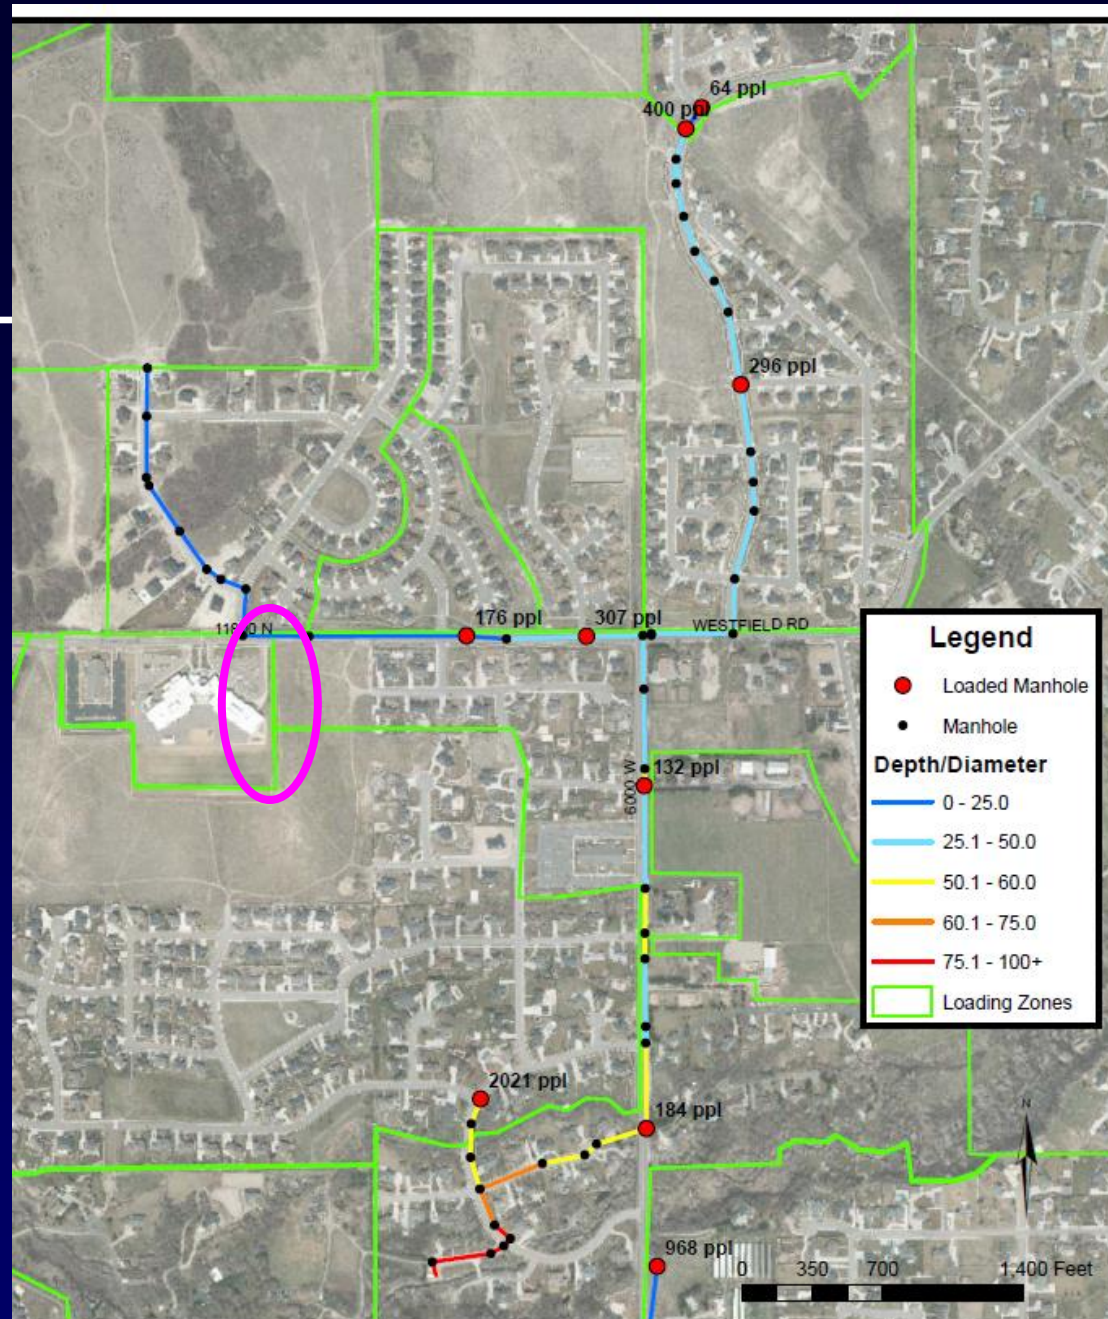 64 ppl
400 ppl
296 ppl
176 ppl
307 ppl
WESTFIELD RD
132 ppl
6000 W
2021 ppl
184 ppl
968 ppl
Legend
Loaded Manhole
Manhole
Depth/Diameter
0 - 25.0
25.1 - 50.0
50.1 - 60.0
60.1 - 75.0
75.1 - 100+
Loading Zones
N
0 350 700 1,400 Feet